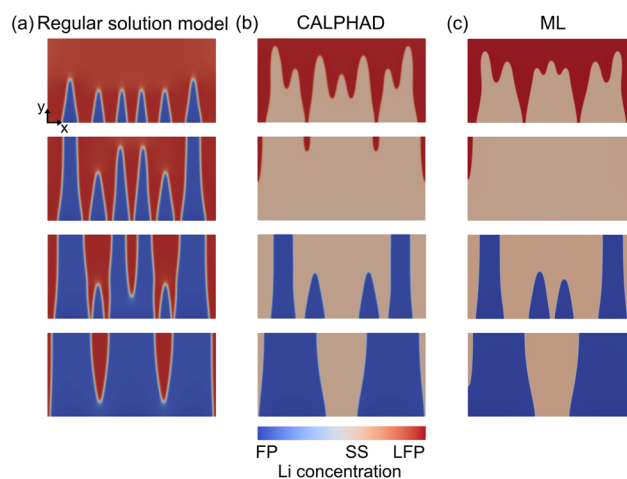 (a) Regular solution model (b) CALPHAD (c) ML
y
x
FP SS LFP
Li concentration